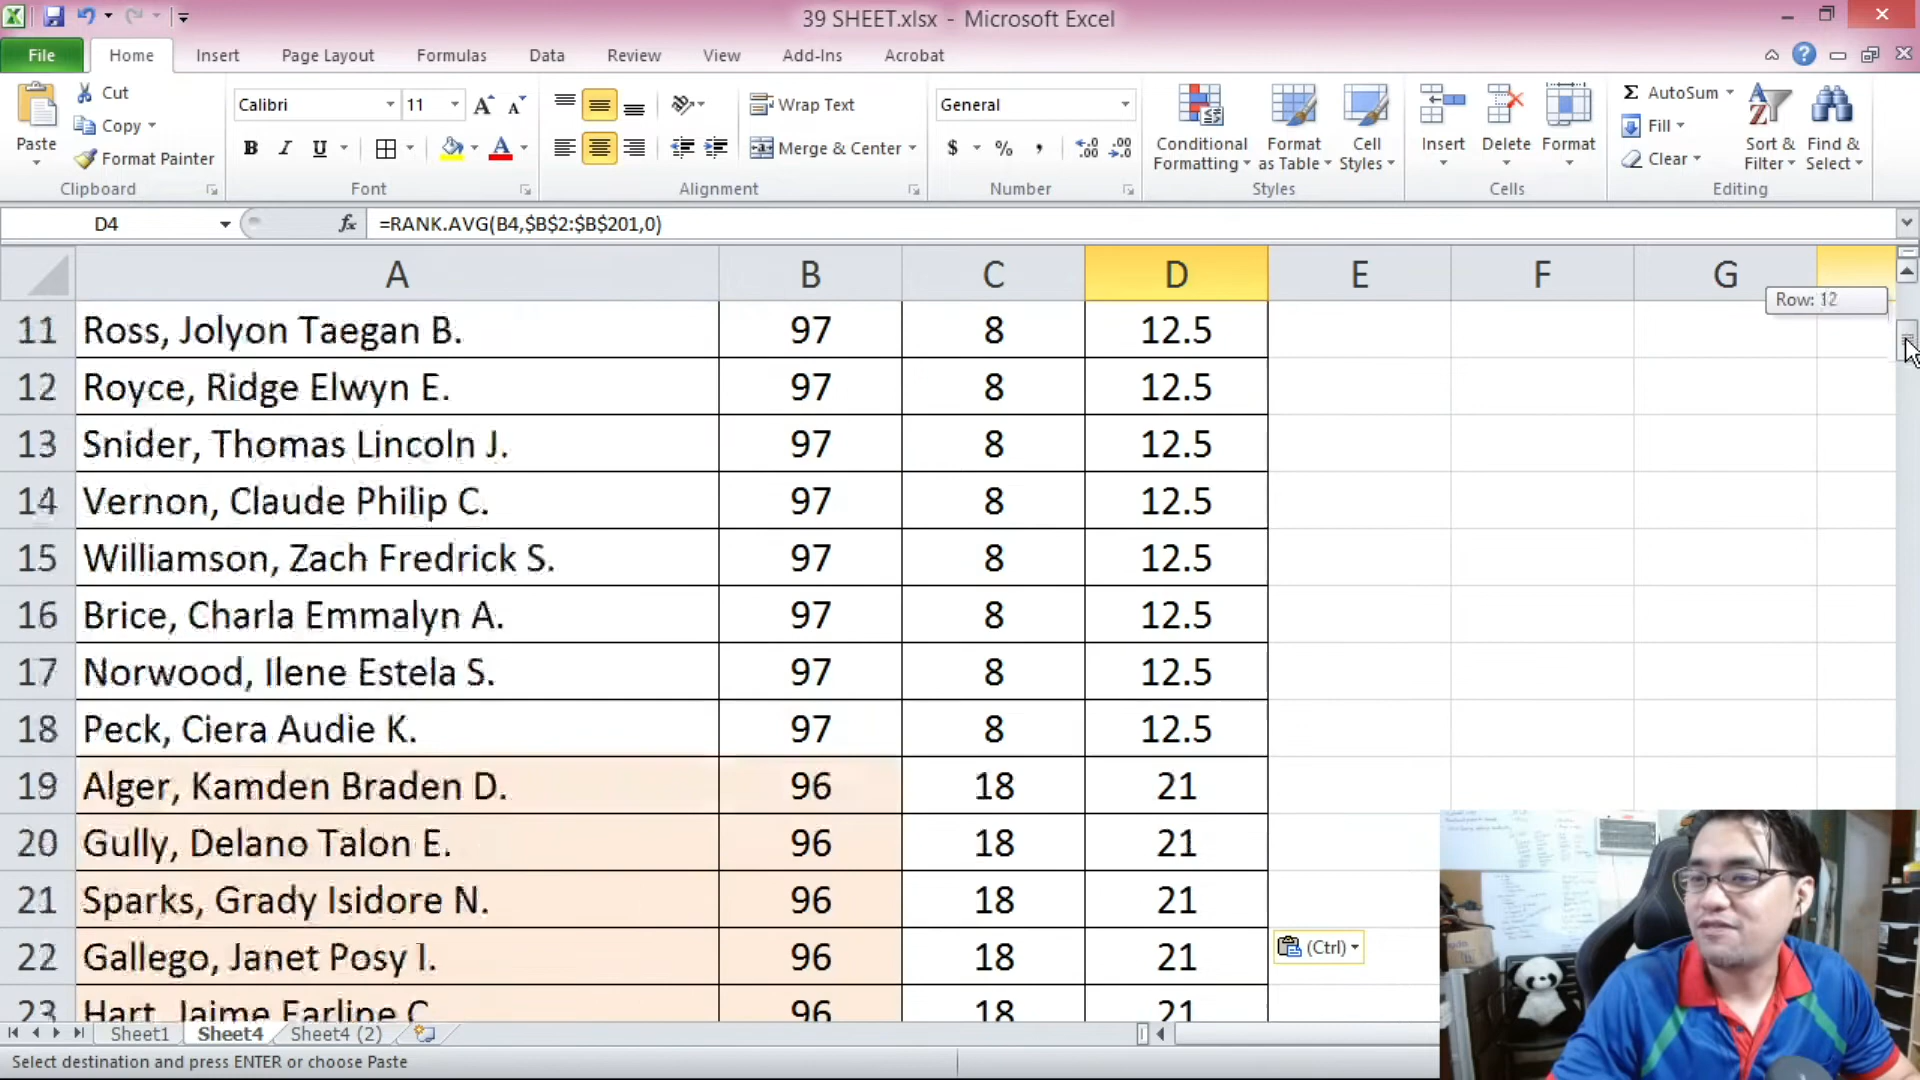 39 SHEET.xlsx - Microsoft Excel
File Home Insert Page Layout Formulas Data Review View Add-Ins Acrobat
Paste
Cut
Copy
Format Painter
Clipboard
Calibri 11
B I U
Font
Wrap Text
Merge & Center
Alignment
General
$ % ,
Number
Conditional Formatting
Format as Table
Cell Styles
Styles
Insert Delete Format
Cells
Σ AutoSum
Fill
Clear
Sort & Filter
Find & Select
Editing
D4 fx =RANK.AVG(B4,$B$2:$B$201,0)
A B C D E F G
Row: 12
11 Ross, Jolyon Taegan B. 97 8 12.5
12 Royce, Ridge Elwyn E. 97 8 12.5
13 Snider, Thomas Lincoln J. 97 8 12.5
14 Vernon, Claude Philip C. 97 8 12.5
15 Williamson, Zach Fredrick S. 97 8 12.5
16 Brice, Charla Emmalyn A. 97 8 12.5
17 Norwood, Ilene Estela S. 97 8 12.5
18 Peck, Ciera Audie K. 97 8 12.5
19 Alger, Kamden Braden D. 96 18 21
20 Gully, Delano Talon E. 96 18 21
21 Sparks, Grady Isidore N. 96 18 21
22 Gallego, Janet Posy I. 96 18 21
(Ctrl)
23 Hart, Jaime Earline C. 96 18 21
Sheet1 Sheet4 Sheet4 (2)
Select destination and press ENTER or choose Paste